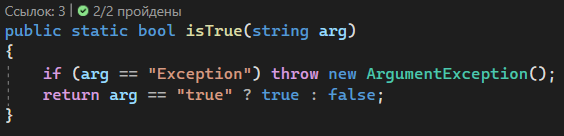 Ссылок: 3 | 2/2 пройдены
public static bool isTrue(string arg)
{
    if (arg == "Exception") throw new ArgumentException();
    return arg == "true" ? true : false;
}